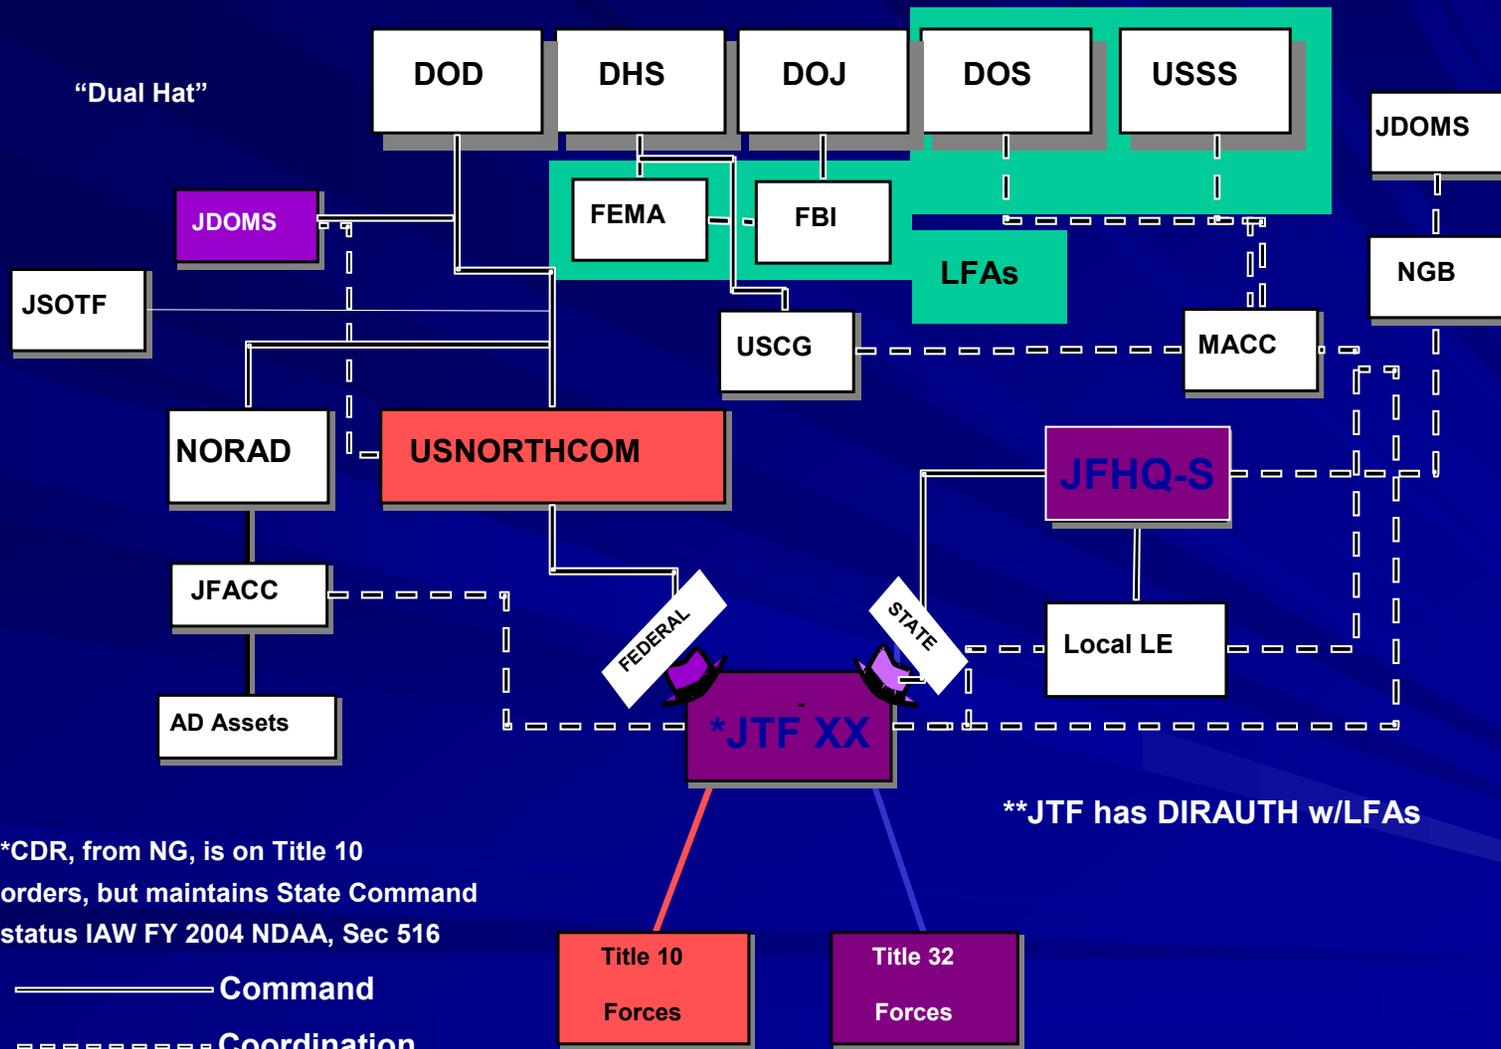 DOD
DHS
DOJ
DOS
USSS
“Dual Hat”
JDOMS
JDOMS
FEMA
FBI
LFAs
NGB
JSOTF
USCG
MACC
NORAD
USNORTHCOM
JFHQ-S
JFACC
FEDERAL
STATE
Local LE
AD Assets
-
*JTF XX
**JTF has DIRAUTH w/LFAs
*CDR, from NG, is on Title 10
orders, but maintains State Command
status IAW FY 2004 NDAA, Sec 516
Title 10
Forces
Title 32
Forces
Command
Coordination